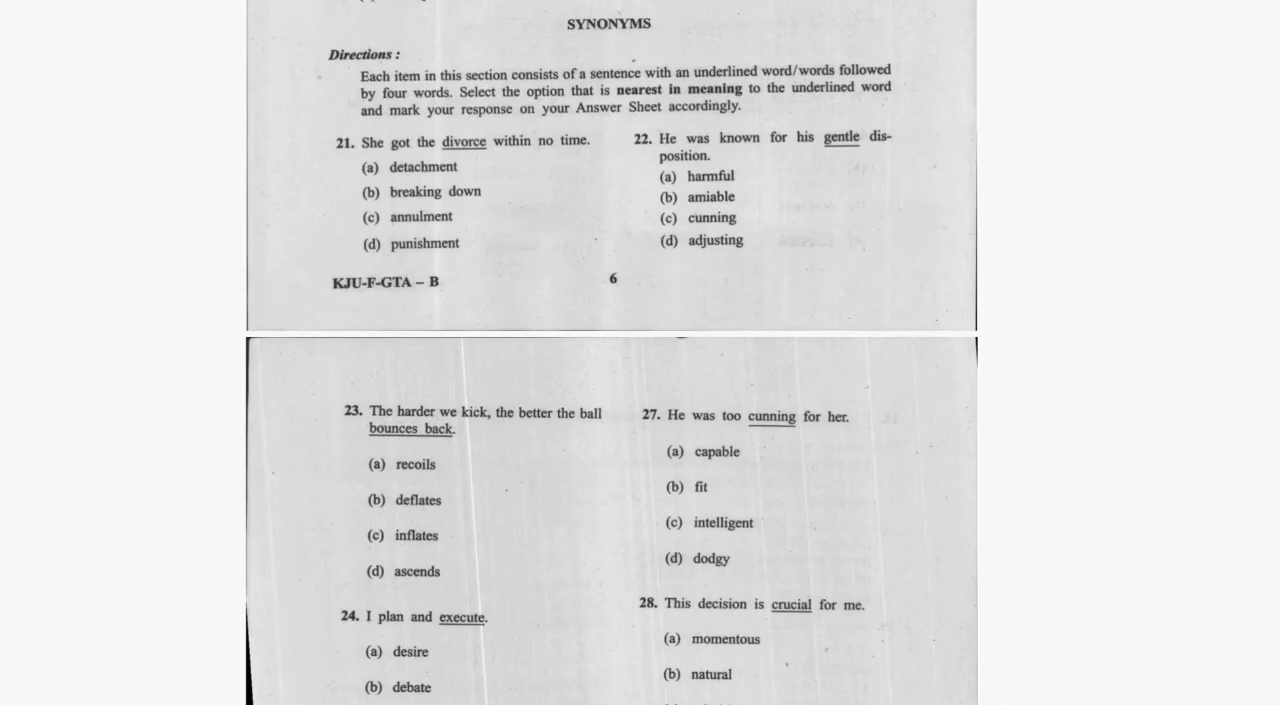 SYNONYMS
Directions :
Each item in this section consists of a sentence with an underlined word/words followed
by four words. Select the option that is nearest in meaning to the underlined word
and mark your response on your Answer Sheet accordingly.
21. She got the divorce within no time.
(a) detachment
(b) breaking down
(c) annulment
(d) punishment
22. He was known for his gentle dis-
position.
(a) harmful
(b) amiable
(c) cunning
(d) adjusting
KJU-F-GTA – B
6
23. The harder we kick, the better the ball
bounces back.
(a) recoils
(b) deflates
(c) inflates
(d) ascends
24. I plan and execute.
(a) desire
(b) debate
27. He was too cunning for her.
(a) capable
(b) fit
(c) intelligent
(d) dodgy
28. This decision is crucial for me.
(a) momentous
(b) natural